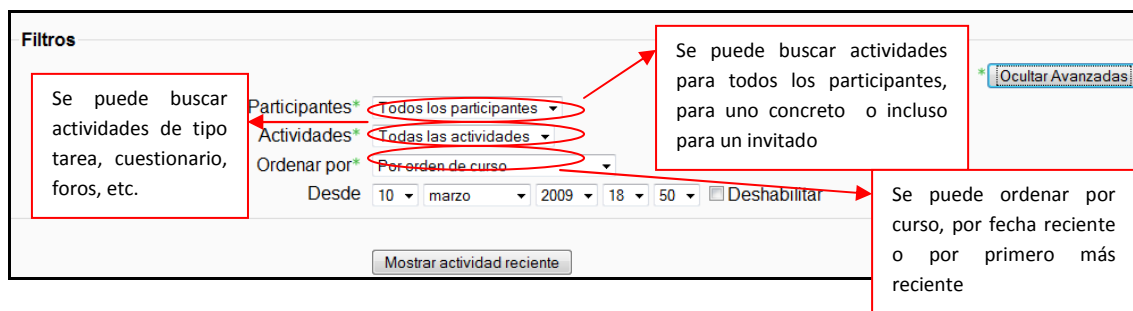 Filtros
Se puede buscar actividades
para todos los participantes,
para uno concreto o incluso
para un invitado
* Ocultar Avanzadas
Se puede buscar
actividades de tipo
tarea, cuestionario,
foros, etc.
Participantes* Todos los participantes
Actividades* Todas las actividades
Ordenar por* Por orden de curso
Desde 10 marzo 2009 18 50 Deshabilitar
Se puede ordenar por
curso, por fecha reciente
o por primero más
reciente
Mostrar actividad reciente